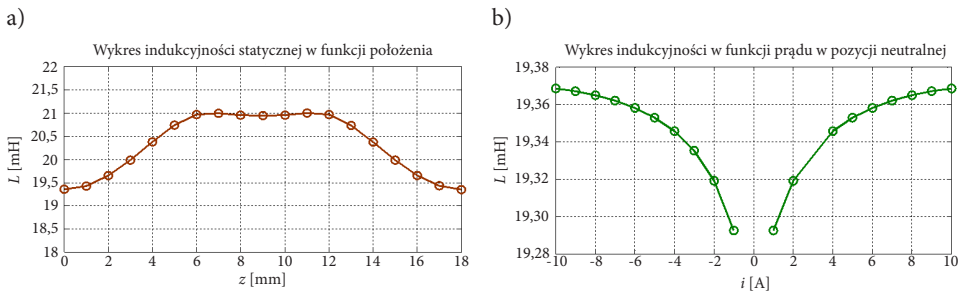 a)
Wykres indukcyjności statycznej w funkcji położenia
22
21,5
21
20,5
20
19,5
19
18,5
18
L [mH]
0 2 4 6 8 10 12 14 16 18
z [mm]
b)
Wykres indukcyjności w funkcji prądu w pozycji neutralnej
19,38
19,36
19,34
19,32
19,30
19,28
L [mH]
-10 -8 -6 -4 -2 0 2 4 6 8 10
i [A]